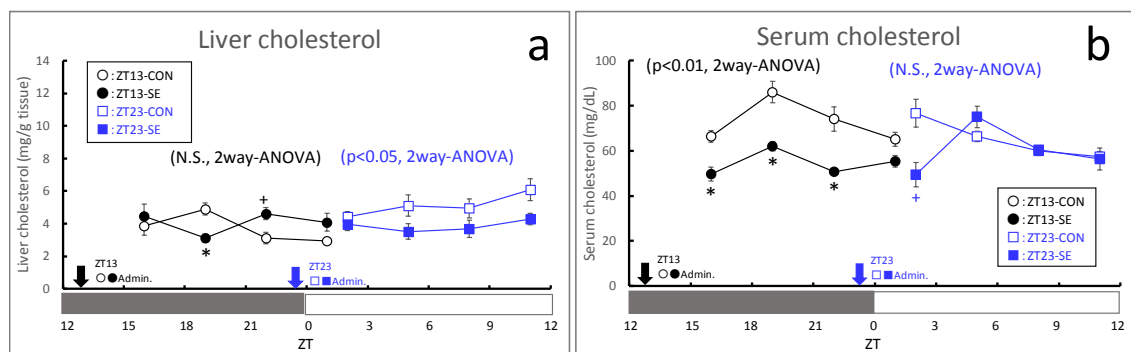 Liver cholesterol
a
Liver cholesterol (mg/g tissue)
14
12
10
8
6
4
2
0
: ZT13-CON
: ZT13-SE
: ZT23-CON
: ZT23-SE
(N.S., 2way-ANOVA)
(p<0.05, 2way-ANOVA)
+
*
ZT13
Admin.
ZT23
Admin.
12 15 18 21 0 3 6 9 12
ZT
Serum cholesterol
b
Serum cholesterol (mg/dL)
100
80
60
40
20
0
(p<0.01, 2way-ANOVA)
(N.S., 2way-ANOVA)
*
*
*
+
: ZT13-CON
: ZT13-SE
: ZT23-CON
: ZT23-SE
ZT13
Admin.
ZT23
Admin.
12 15 18 21 0 3 6 9 12
ZT